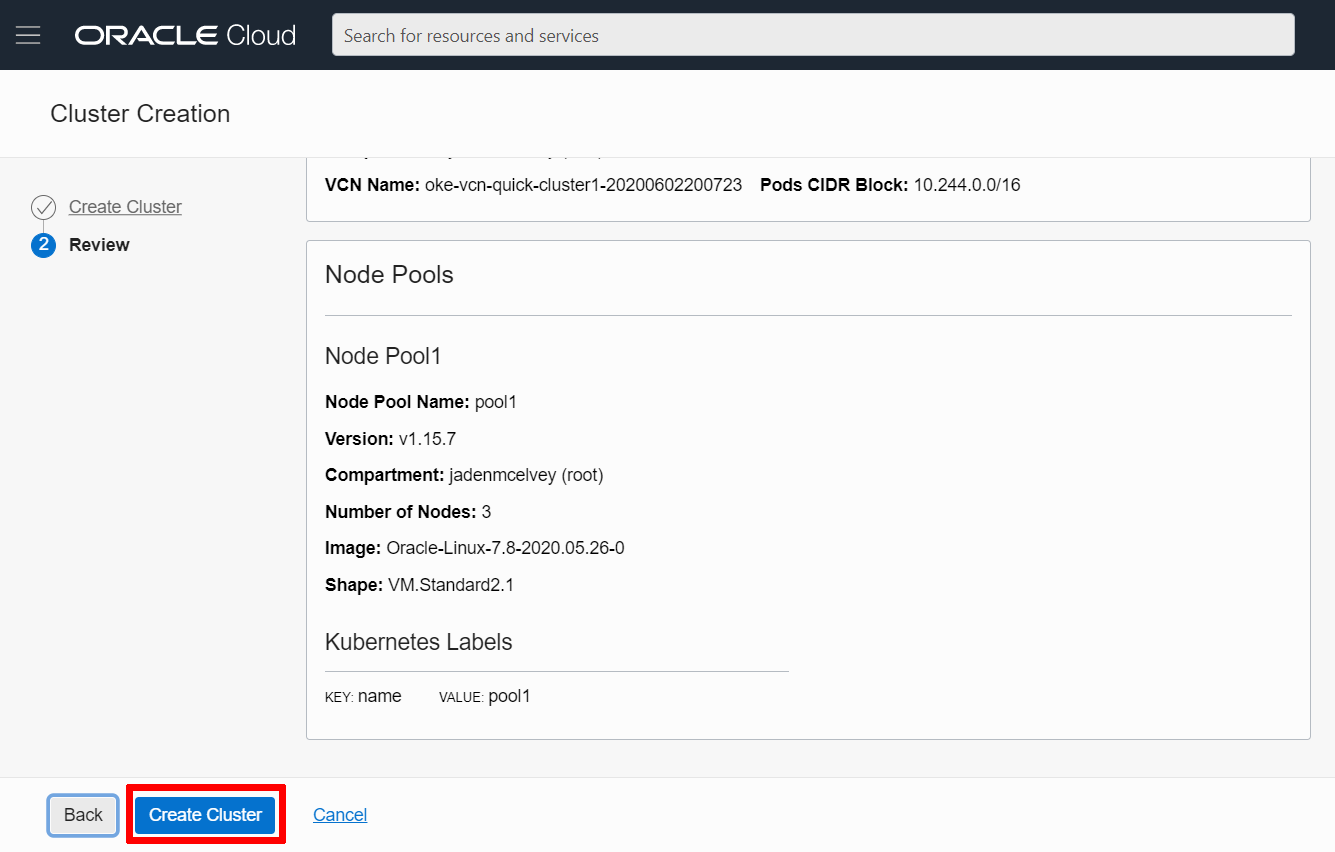 ORACLE Cloud
Search for resources and services
Cluster Creation
Create Cluster
2 Review
VCN Name: oke-vcn-quick-cluster1-20200602200723 Pods CIDR Block: 10.244.0.0/16
Node Pools
Node Pool1
Node Pool Name: pool1
Version: v1.15.7
Compartment: jadenmcelvey (root)
Number of Nodes: 3
Image: Oracle-Linux-7.8-2020.05.26-0
Shape: VM.Standard2.1
Kubernetes Labels
KEY: name VALUE: pool1
Back Create Cluster Cancel